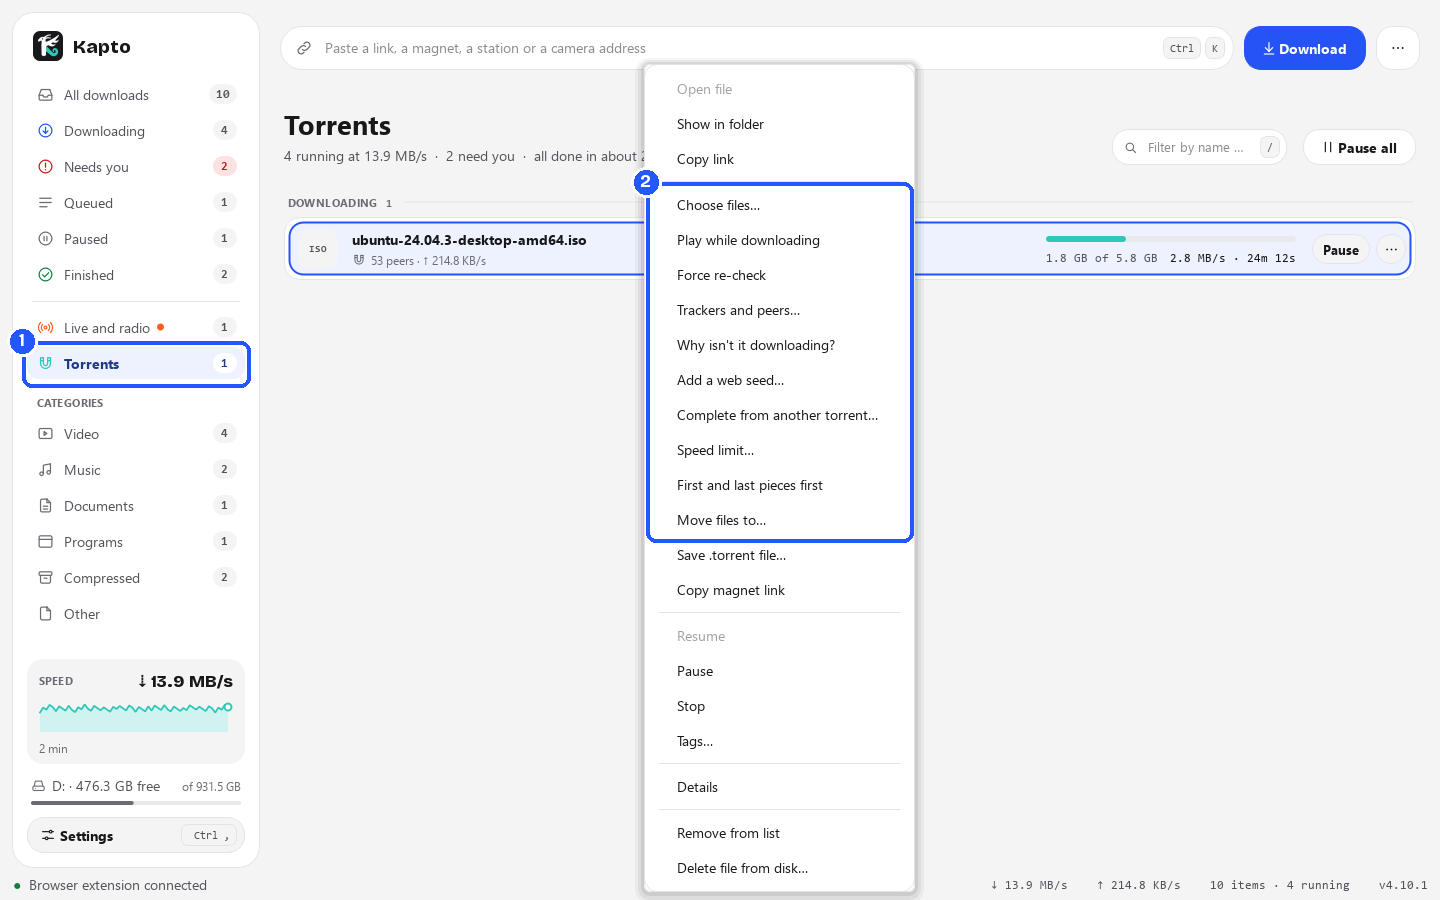 Kapto
Paste a link, a magnet, a station or a camera address
Ctrl K
Download
All downloads 10
Downloading 4
Needs you 2
Queued 1
Paused 1
Finished 2
Live and radio 1
1
Torrents 1
CATEGORIES
Video 4
Music 2
Documents 1
Programs 1
Compressed 2
Other
SPEED ↓ 13.9 MB/s
2 min
D: · 476.3 GB free of 931.5 GB
Settings Ctrl ,
Browser extension connected
Torrents
4 running at 13.9 MB/s · 2 need you · all done in about 2
Filter by name ... /
Pause all
DOWNLOADING 1
ISO
ubuntu-24.04.3-desktop-amd64.iso
53 peers · ↑ 214.8 KB/s
1.8 GB of 5.8 GB 2.8 MB/s · 24m 12s
Pause
Open file
Show in folder
Copy link
2
Choose files...
Play while downloading
Force re-check
Trackers and peers...
Why isn't it downloading?
Add a web seed...
Complete from another torrent...
Speed limit...
First and last pieces first
Move files to...
Save .torrent file...
Copy magnet link
Resume
Pause
Stop
Tags...
Details
Remove from list
Delete file from disk...
↓ 13.9 MB/s ↑ 214.8 KB/s 10 items · 4 running v4.10.1